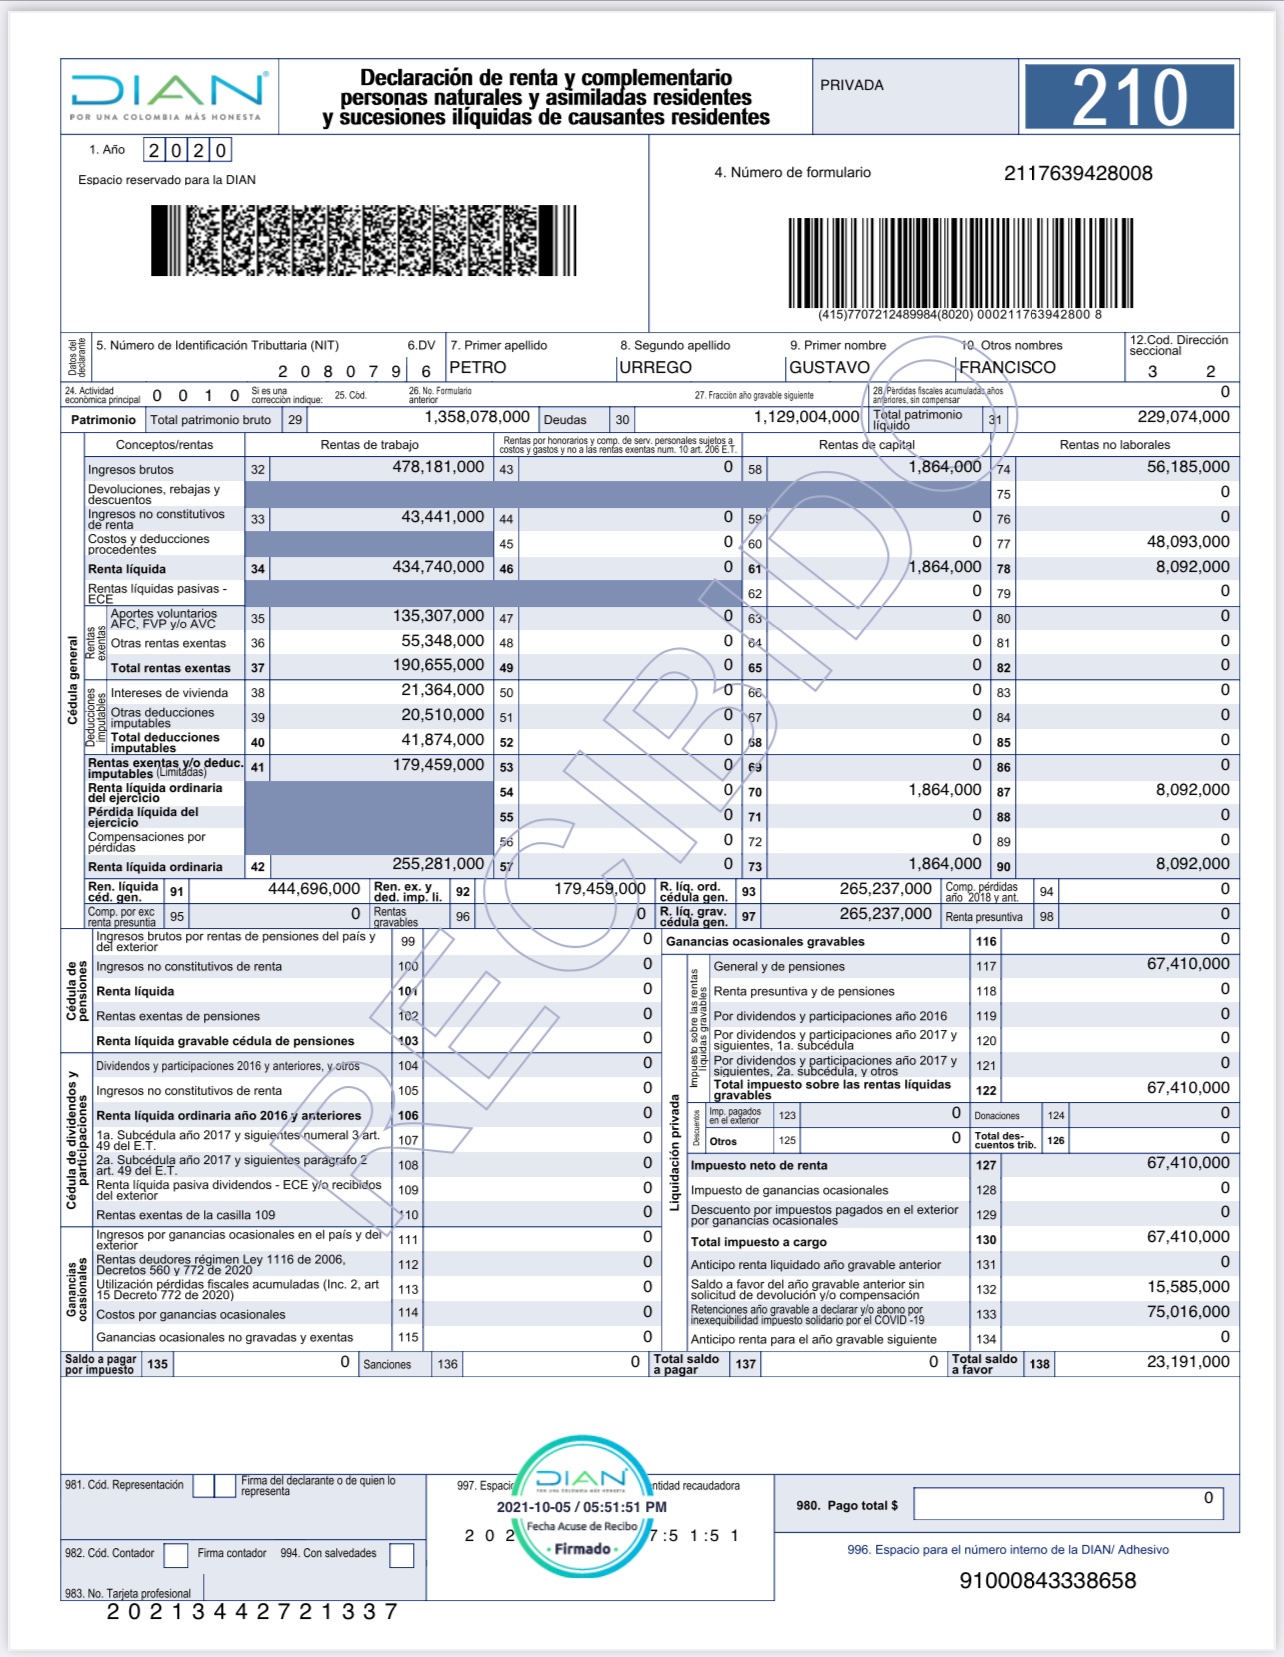 DIAN
POR UNA COLOMBIA MÁS HONESTA
Declaración de renta y complementario
personas naturales y asimiladas residentes
y sucesiones ilíquidas de causantes residentes
PRIVADA
210
1. Año 2 0 2 0
Espacio reservado para la DIAN
4. Número de formulario 2117639428008
(415)7707212489984(8020) 000211763942800 8
Datos del declarante
5. Número de Identificación Tributtaria (NIT) 6.DV 7. Primer apellido 8. Segundo apellido 9. Primer nombre 10. Otros nombres 12.Cod. Dirección seccional
2 0 8 0 7 9 6 PETRO URREGO GUSTAVO FRANCISCO 3 2
24. Actividad económica principal 0 0 1 0 Si es una corrección indique: 25. Cód. 26. No. Formulario anterior 27. Fracción año gravable siguiente 28. Pérdidas fiscales acumuladas años anteriores, sin compensar 0
Patrimonio Total patrimonio bruto 29 1,358,078,000 Deudas 30 1,129,004,000 Total patrimonio líquido 31 229,074,000
Cédula general
Conceptos/rentas Rentas de trabajo Rentas por honorarios y comp. de serv. personales sujetos a costos y gastos y no a las rentas exentas num. 10 art. 206 E.T. Rentas de capital Rentas no laborales
Ingresos brutos 32 478,181,000 43 0 58 1,864,000 74 56,185,000
Devoluciones, rebajas y descuentos 75 0
Ingresos no constitutivos de renta 33 43,441,000 44 0 59 0 76 0
Costos y deducciones procedentes 45 0 60 0 77 48,093,000
Renta líquida 34 434,740,000 46 0 61 1,864,000 78 8,092,000
Rentas líquidas pasivas - ECE 62 0 79 0
Rentas exentas
Aportes voluntarios AFC, FVP y/o AVC 35 135,307,000 47 0 63 0 80 0
Otras rentas exentas 36 55,348,000 48 0 64 0 81 0
Total rentas exentas 37 190,655,000 49 0 65 0 82 0
Deducciones imputables
Intereses de vivienda 38 21,364,000 50 0 66 0 83 0
Otras deducciones imputables 39 20,510,000 51 0 67 0 84 0
Total deducciones imputables 40 41,874,000 52 0 68 0 85 0
Rentas exentas y/o deduc. imputables (Limitadas) 41 179,459,000 53 0 69 0 86 0
Renta líquida ordinaria del ejercicio 54 0 70 1,864,000 87 8,092,000
Pérdida líquida del ejercicio 55 0 71 0 88 0
Compensaciones por pérdidas 56 0 72 0 89 0
Renta líquida ordinaria 42 255,281,000 57 0 73 1,864,000 90 8,092,000
Ren. líquida céd. gen. 91 444,696,000 Ren. ex. y ded. imp. li. 92 179,459,000 R. líq. ord. cédula gen. 93 265,237,000 Comp. pérdidas año 2018 y ant. 94 0
Comp. por exc renta presuntia 95 0 Rentas gravables 96 0 R. líq. grav. cédula gen. 97 265,237,000 Renta presuntiva 98 0
RECIBIDO
Cédula de pensiones
Ingresos brutos por rentas de pensiones del país y del exterior 99 0
Ingresos no constitutivos de renta 100 0
Renta líquida 101 0
Rentas exentas de pensiones 102 0
Renta líquida gravable cédula de pensiones 103 0
Cédula de dividendos y participaciones
Dividendos y participaciones 2016 y anteriores, y otros 104 0
Ingresos no constitutivos de renta 105 0
Renta líquida ordinaria año 2016 y anteriores 106 0
1a. Subcédula año 2017 y siguientes numeral 3 art. 49 del E.T. 107 0
2a. Subcédula año 2017 y siguientes parágrafo 2 art. 49 del E.T. 108 0
Renta líquida pasiva dividendos - ECE y/o recibidos del exterior 109 0
Rentas exentas de la casilla 109 110 0
Ganancias ocasionales
Ingresos por ganancias ocasionales en el país y del exterior 111 0
Rentas deudores régimen Ley 1116 de 2006, Decretos 560 y 772 de 2020 112 0
Utilización pérdidas fiscales acumuladas (Inc. 2, art 15 Decreto 772 de 2020) 113 0
Costos por ganancias ocasionales 114 0
Ganancias ocasionales no gravadas y exentas 115 0
Ganancias ocasionales gravables 116 0
Liquidación privada
Impuesto sobre las rentas líquidas gravables
General y de pensiones 117 67,410,000
Renta presuntiva y de pensiones 118 0
Por dividendos y participaciones año 2016 119 0
Por dividendos y participaciones año 2017 y siguientes, 1a. subcédula 120 0
Por dividendos y participaciones año 2017 y siguientes, 2a. subcédula, y otros 121 0
Total impuesto sobre las rentas líquidas gravables 122 67,410,000
Descuentos
Imp. pagados en el exterior 123 0 Donaciones 124 0
Otros 125 0 Total descuentos trib. 126 0
Impuesto neto de renta 127 67,410,000
Impuesto de ganancias ocasionales 128 0
Descuento por impuestos pagados en el exterior por ganancias ocasionales 129 0
Total impuesto a cargo 130 67,410,000
Anticipo renta liquidado año gravable anterior 131 0
Saldo a favor del año gravable anterior sin solicitud de devolución y/o compensación 132 15,585,000
Retenciones año gravable a declarar y/o abono por inexequibilidad impuesto solidario por el COVID -19 133 75,016,000
Anticipo renta para el año gravable siguiente 134 0
Saldo a pagar por impuesto 135 0 Sanciones 136 0 Total saldo a pagar 137 0 Total saldo a favor 138 23,191,000
981. Cód. Representación Firma del declarante o de quien lo representa
982. Cód. Contador Firma contador 994. Con salvedades
983. No. Tarjeta profesional
2 0 2 1 3 4 4 2 7 2 1 3 3 7
997. Espacio ntidad recaudadora
DIAN
POR UNA COLOMBIA MÁS HONESTA
2021-10-05 / 05:51:51 PM
Fecha Acuse de Recibo
2 0 2 7:5 1:5 1
· Firmado ·
980. Pago total $ 0
996. Espacio para el número interno de la DIAN/ Adhesivo
91000843338658